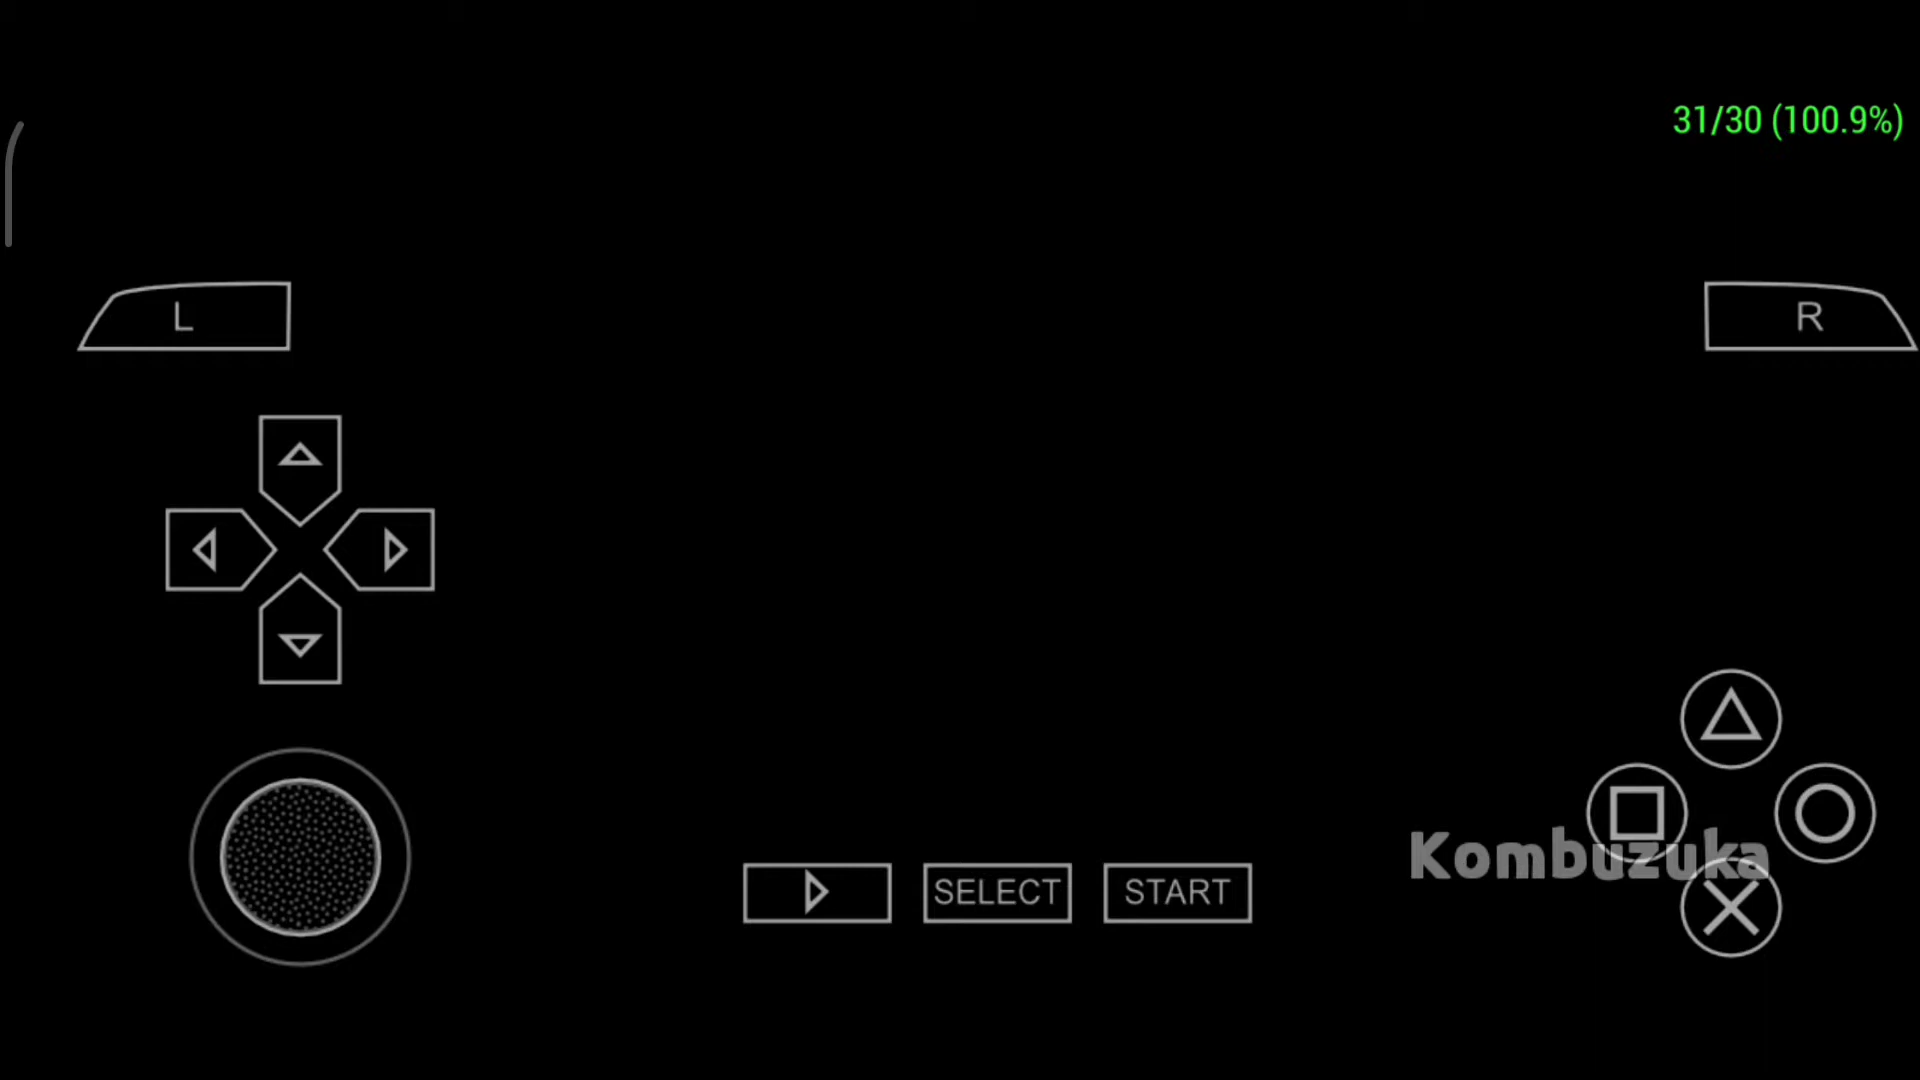 31/30 (100.9%)
L
R
Kombuzuka
SELECT
START